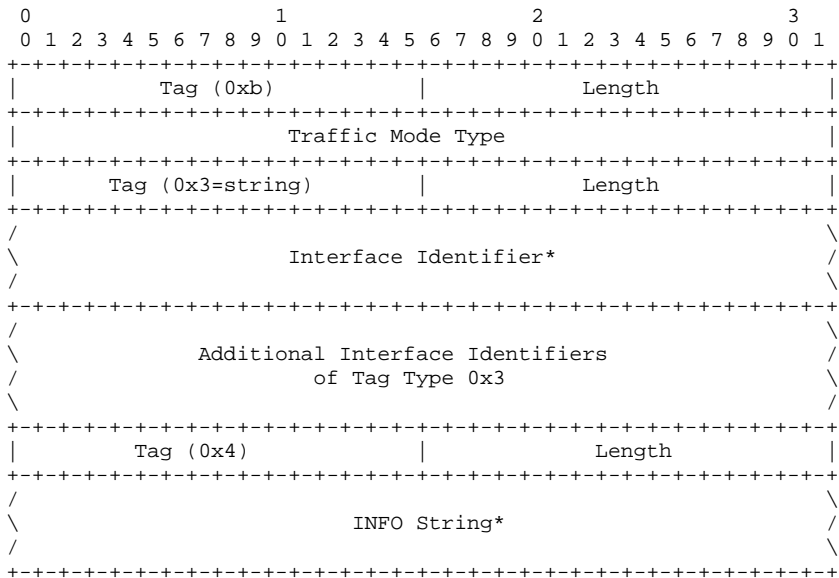 0                   1                   2                   3
0 1 2 3 4 5 6 7 8 9 0 1 2 3 4 5 6 7 8 9 0 1 2 3 4 5 6 7 8 9 0 1
+-+-+-+-+-+-+-+-+-+-+-+-+-+-+-+-+-+-+-+-+-+-+-+-+-+-+-+-+-+-+-+-+
| Tag (0xb) | Length |
+-+-+-+-+-+-+-+-+-+-+-+-+-+-+-+-+-+-+-+-+-+-+-+-+-+-+-+-+-+-+-+-+
| Traffic Mode Type |
+-+-+-+-+-+-+-+-+-+-+-+-+-+-+-+-+-+-+-+-+-+-+-+-+-+-+-+-+-+-+-+-+
| Tag (0x3=string) | Length |
+-+-+-+-+-+-+-+-+-+-+-+-+-+-+-+-+-+-+-+-+-+-+-+-+-+-+-+-+-+-+-+-+
/ \
\ Interface Identifier* /
/ \
+-+-+-+-+-+-+-+-+-+-+-+-+-+-+-+-+-+-+-+-+-+-+-+-+-+-+-+-+-+-+-+-+
/ \
\ Additional Interface Identifiers /
/ of Tag Type 0x3 \
\ /
+-+-+-+-+-+-+-+-+-+-+-+-+-+-+-+-+-+-+-+-+-+-+-+-+-+-+-+-+-+-+-+-+
| Tag (0x4) | Length |
+-+-+-+-+-+-+-+-+-+-+-+-+-+-+-+-+-+-+-+-+-+-+-+-+-+-+-+-+-+-+-+-+
/ \
\ INFO String* /
/ \
+-+-+-+-+-+-+-+-+-+-+-+-+-+-+-+-+-+-+-+-+-+-+-+-+-+-+-+-+-+-+-+-+